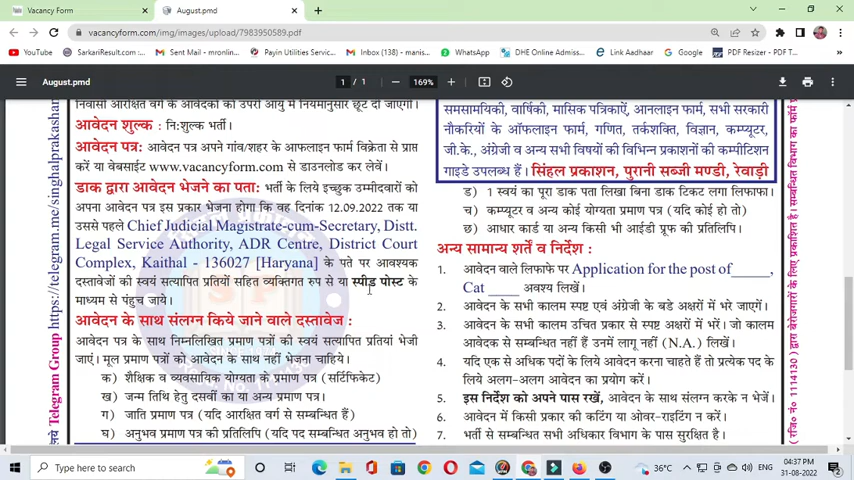 Vacancy Form
August.pmd
vacancyform.com/img/images/upload/7983950589.pdf
YouTube
SarkariResult.com :...
Sent Mail - mronlin...
Payin Utilities Servic...
Inbox (138) - manis...
WhatsApp
DHE Online Admissi...
Link Aadhaar
Google
PDF Resizer
PDF Tool
August.pmd
1 / 1
169%
निवासी आरक्षित वर्ग के आवेदकों को उपरी आयु में नियमानुसार छूट दी जाएगी।
आवेदन शुल्क : नि:शुल्क भर्ती।
आवेदन पत्र: आवेदन पत्र अपने गांव/शहर के आफलाईन फार्म विक्रेता से प्राप्त
करें या वेबसाईट www.vacancyform.com से डाउनलोड कर लेवें।
डाक द्वारा आवेदन भेजने का पता: भर्ती के लिये इच्छुक उम्मीदवारों को
अपना आवेदन पत्र इस प्रकार भेजना होगा कि वह दिनांक 12.09.2022 तक या
उससे पहले Chief Judicial Magistrate-cum-Secretary, Distt.
Legal Service Authority, ADR Centre, District Court
Complex, Kaithal - 136027 [Haryana] के पते पर आवश्यक
दस्तावेजों की स्वयं सत्यापित प्रतियों सहित व्यक्तिगत रुप से या स्पीड पोस्ट के
माध्यम से पंहुच जाये।
आवेदन के साथ संलग्न किये जाने वाले दस्तावेज :
आवेदन पत्र के साथ निम्नलिखित प्रमाण पत्रों की स्वयं सत्यापित प्रतियां भेजी
जाएं। मूल प्रमाण पत्रों को आवेदन के साथ नहीं भेजना चाहिये।
क) शैक्षिक व व्यवसायिक योग्यता के प्रमाण पत्र (सर्टिफिकेट)
ख) जन्म तिथि हेतु दसवीं का या अन्य प्रमाण पत्र।
ग) जाति प्रमाण पत्र (यदि आरक्षित वर्ग से सम्बन्धित हैं)
घ) अनुभव प्रमाण पत्र की प्रतिलिपि (यदि पद सम्बन्धित अनुभव हो तो)
समसामयिकी, वार्षिकी, मासिक पत्रिकाऐं, आनलाइन फार्म, सभी सरकारी
नौकरियों के ऑफलाइन फार्म, गणित, तर्कशक्ति, विज्ञान, कम्प्यूटर,
जी.के., अंग्रेजी व अन्य सभी विषयों की विभिन्न प्रकाशनों की कम्पीटिशन
गाइडे उपलब्ध हैं। सिंहल प्रकाशन, पुरानी सब्जी मण्डी, रेवाड़ी
ड) 1 स्वयं का पूरा डाक पता लिखा बिना डाक टिकट लगा लिफाफा।
च) कम्प्यूटर व अन्य कोई योग्यता प्रमाण पत्र (यदि कोई हो तो)
छ) आधार कार्ड या अन्य किसी भी आईडी प्रूफ की प्रतिलिपि।
अन्य सामान्य शर्तें व निर्देश :
1. आवेदन वाले लिफाफे पर Application for the post of_____,
Cat ____ अवश्य लिखें।
2. आवेदन के सभी कालम स्पष्ट एवं अंग्रेजी के बडे अक्षरों में भरे जाएगें।
3. आवेदन के सभी कालम उचित प्रकार से स्पष्ट अक्षरों में भरें। जो कालम
आवेदक से सम्बन्धित नहीं हैं उनमें लागू नहीं (N.A.) लिखें।
4. यदि एक से अधिक पदों के लिये आवेदन करना चाहते हैं तो प्रत्येक पद के
लिये अलग-अलग आवेदन का प्रयोग करें।
5. इस निर्देश को अपने पास रखें, आवेदन के साथ संलग्न करके न भेजें।
6. आवेदन में किसी प्रकार की कटिंग या ओवर-राइटिंग न करें।
7. भर्ती से सम्बन्धित सभी अधिकार विभाग के पास सुरक्षित है।
Telegram Group https://telegram.me/singhalprakashan
(रजि० नं० 1114130) द्वारा बेरोजगारों के लिए प्रकाशित है। सम्बन्धित विभाग का फॉर्म
Type here to search
36°C
ENG
04:37 PM
31-08-2022